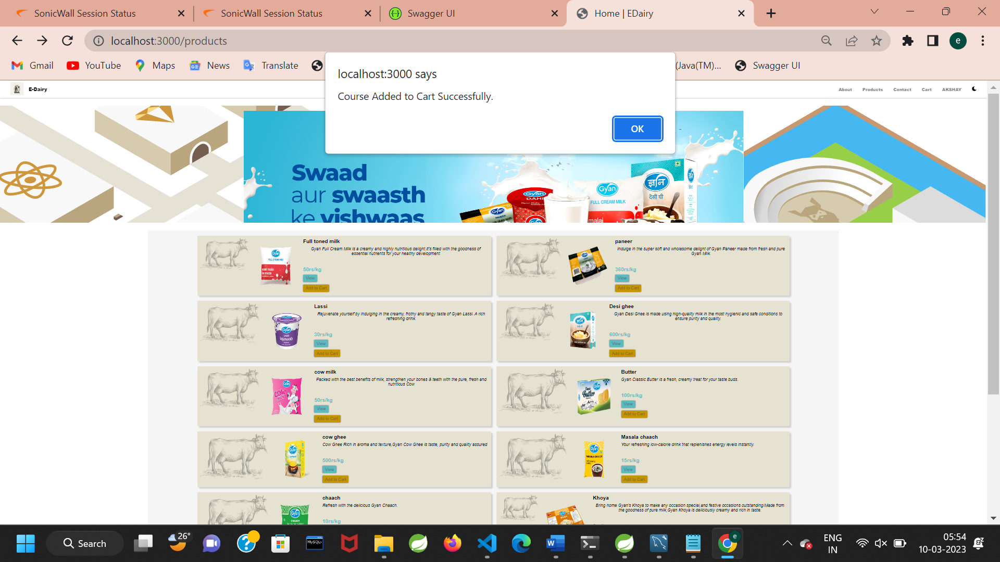 SonicWall Session Status
SonicWall Session Status
Swagger UI
Home | EDairy
localhost:3000/products
e
Gmail
YouTube
Maps
News
Translate
(Java(TM)...
Swagger UI
localhost:3000 says
Course Added to Cart Successfully.
OK
E-Dairy
About
Products
Contact
Cart
AKSHAY
Swaad
aur swaasth
ke vishwaas
Gyan
PANEER
Gyan
DAHI
Gyan
FULL CREAM MILK
malai
ज्ञान
देसी घी
Full toned milk
Gyan Full Cream Milk is a creamy and highly nutritious delight.It's filled with the goodness of
essential nutrients for your healthy development
50rs/kg
View
Add to Cart
paneer
Indulge in the super soft and wholesome delight of Gyan Paneer made from fresh and pure
Gyan Milk.
360rs/kg
View
Add to Cart
Lassi
Rejuvenate yourself by indulging in the creamy, frothy and tangy taste of Gyan Lassi. A rich
refreshing drink.
30rs/kg
View
Add to Cart
Desi ghee
Gyan Desi Ghee is made using high-quality milk in the most hygienic and safe conditions to
ensure purity and quality.
600rs/kg
View
Add to Cart
cow milk
Packed with the best benefits of milk, strengthen your bones & teeth with the pure, fresh and
nutritious Cow
50rs/kg
View
Add to Cart
Butter
Gyan Classic Butter is a fresh, creamy treat for your taste buds.
100rs/kg
View
Add to Cart
cow ghee
Cow Ghee Rich in aroma and texture,Gyan Cow Ghee is taste, purity and quality assured
500rs/kg
View
Add to Cart
Masala chaach
Your refreshing low-calorie drink that replenishes energy levels instantly.
15rs/kg
View
Add to Cart
chaach
Refresh with the delicious Gyan Chaach.
10rs/kg
Khoya
Bring home Gyan's Khoya to make any occasion special,and festive occasions outstanding!Made from
the goodness of pure milk,Gyan Khoya is deliciously creamy and rich in taste.
Search
26°
MySQL>
ENG
IN
05:54
10-03-2023